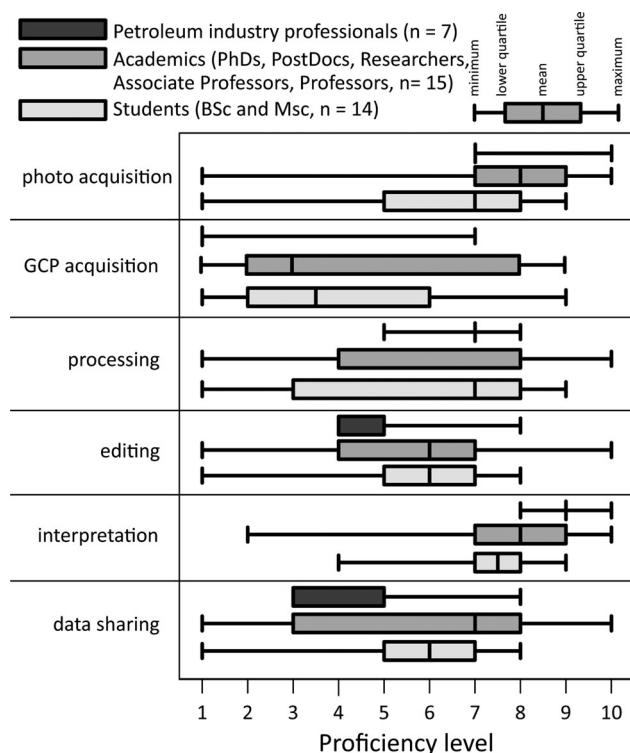 Petroleum industry professionals (n = 7)
Academics (PhDs, PostDocs, Researchers,
Associate Professors, Professors, n= 15)
Students (BSc and Msc, n = 14)
minimum
lower quartile
mean
upper quartile
maximum
photo acquisition
GCP acquisition
processing
editing
interpretation
data sharing
1 2 3 4 5 6 7 8 9 10
Proficiency level